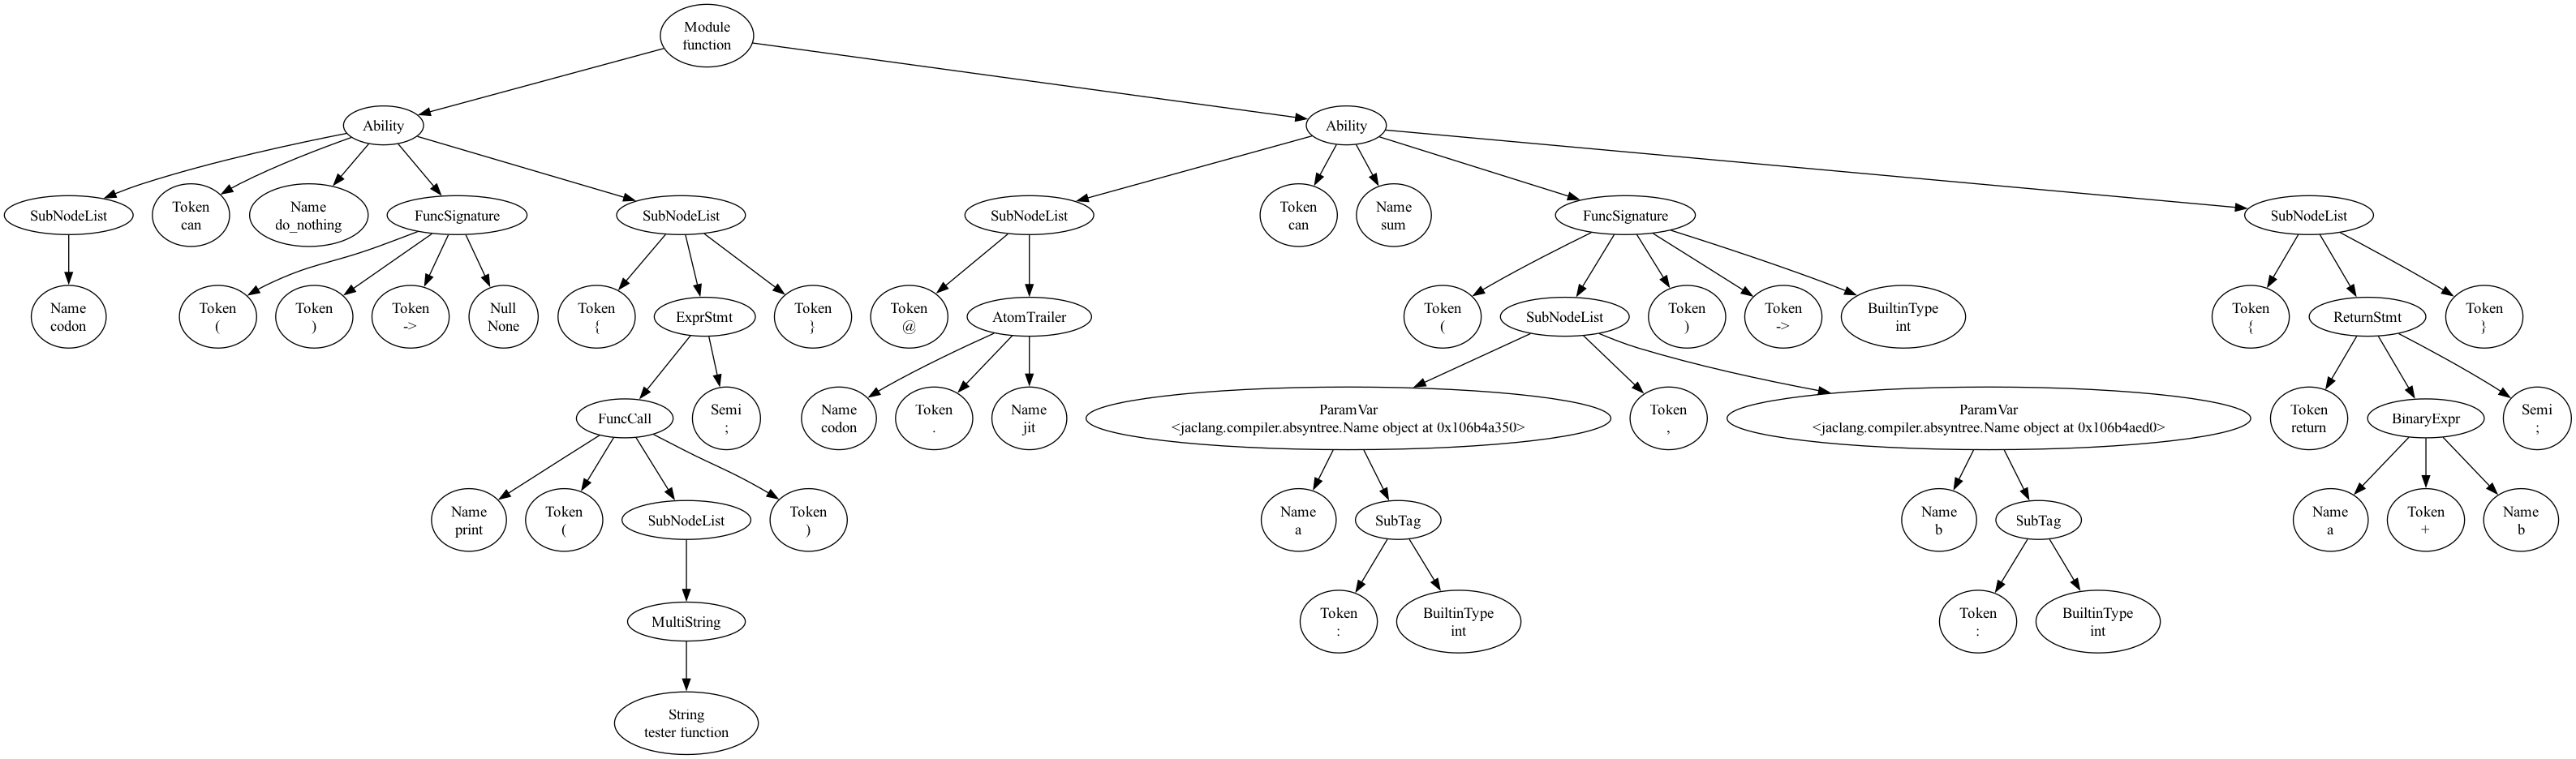 Module
function
Ability
Ability
SubNodeList
Token
can
Name
do_nothing
FuncSignature
SubNodeList
SubNodeList
Token
can
Name
sum
FuncSignature
SubNodeList
Name
codon
Token
(
Token
)
Token
->
Null
None
Token
{
ExprStmt
Token
}
Token
@
AtomTrailer
Token
(
SubNodeList
Token
)
Token
->
BuiltinType
int
Token
{
ReturnStmt
Token
}
FuncCall
Semi
;
Name
codon
Token
.
Name
jit
ParamVar
<jaclang.compiler.absyntree.Name object at 0x106b4a350>
Token
,
ParamVar
<jaclang.compiler.absyntree.Name object at 0x106b4aed0>
Token
return
BinaryExpr
Semi
;
Name
print
Token
(
SubNodeList
Token
)
Name
a
SubTag
Name
b
SubTag
Name
a
Token
+
Name
b
MultiString
Token
:
BuiltinType
int
Token
:
BuiltinType
int
String
tester function